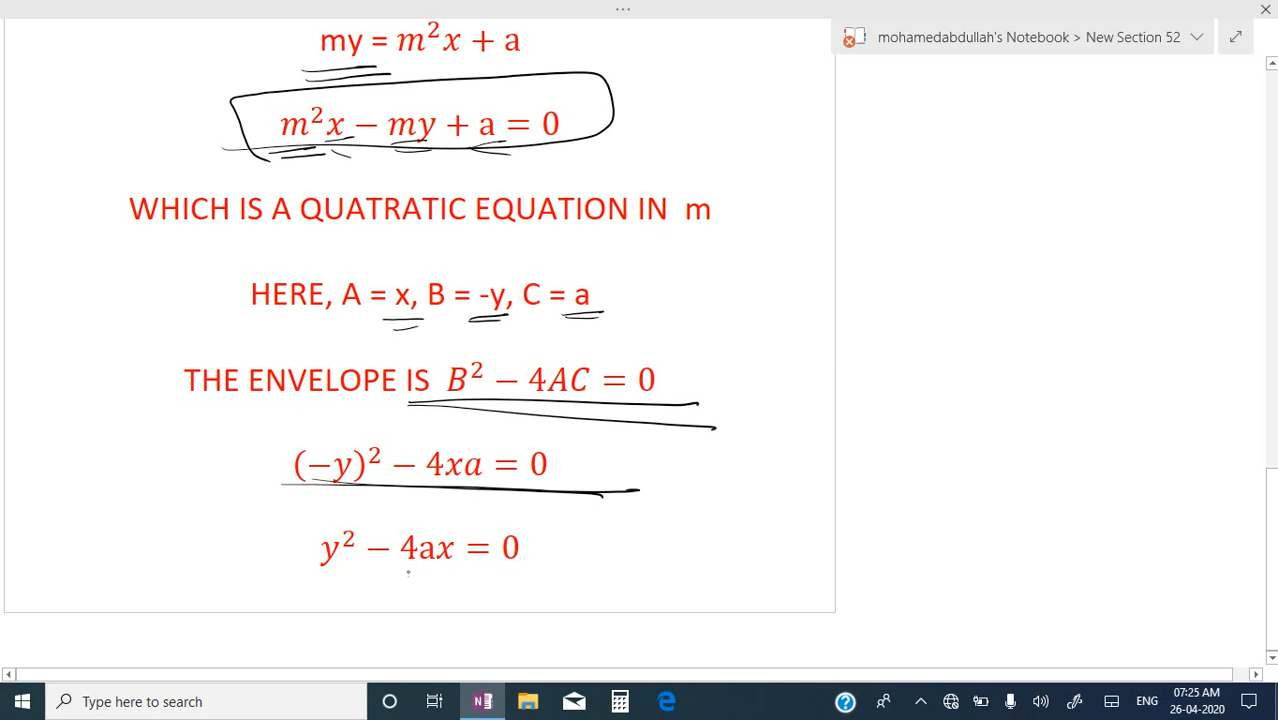 mohamedabdullah's Notebook > New Section 52
my = m²x + a
m²x − my + a = 0
WHICH IS A QUATRATIC EQUATION IN m
HERE, A = x, B = -y, C = a
THE ENVELOPE IS B² − 4AC = 0
(−y)² − 4xa = 0
y² − 4ax = 0
Type here to search
ENG
07:25 AM
26-04-2020